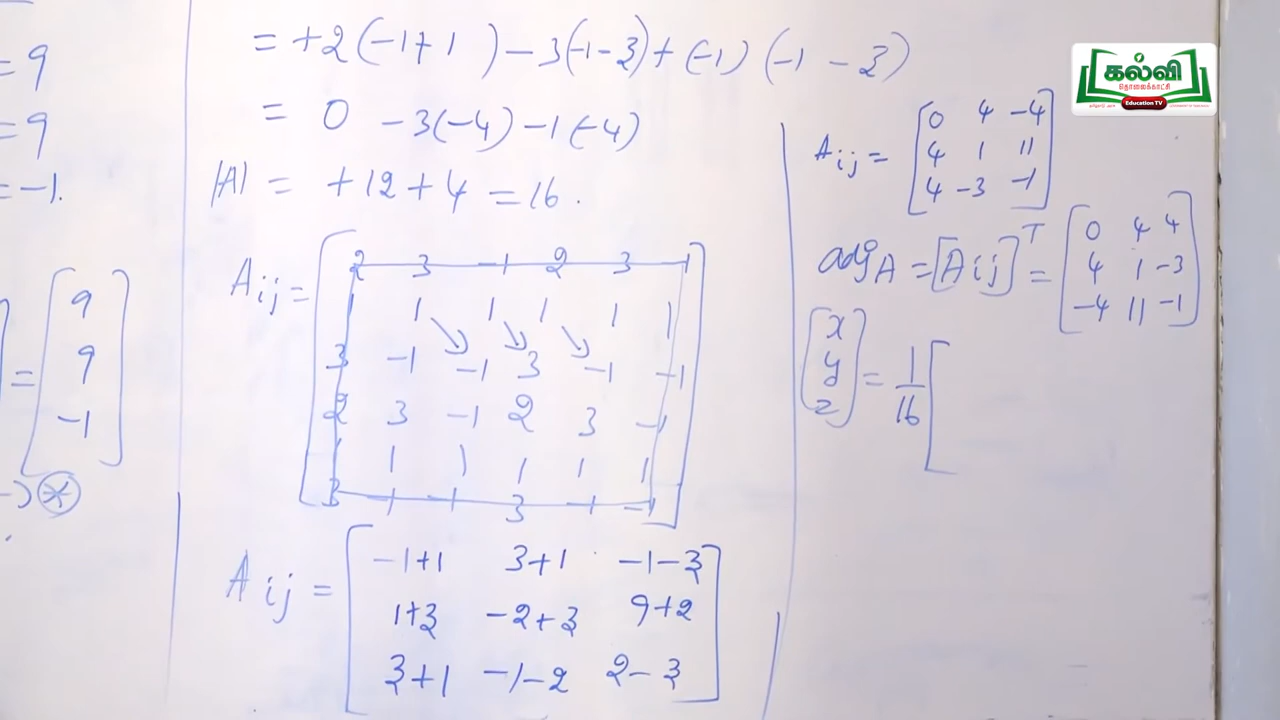 = 9
= 9
= -1.
= [9
9
-1]
→ ⊛
= +2(-1+1) - 3(-1-3) + (-1)(-1-3)
= 0 -3(-4) -1(-4)
|A| = +12+4 = 16.
Aij = [2 3 -1 2 3 -1
1 1 1 1 1 1
3 -1 -1 3 -1 -1
2 3 -1 2 3 -1
1 1 1 1 1 1
3 -1 -1 3 -1 -1]
Aij = [-1+1 3+1 -1-3
1+3 -2+3 9+2
3+1 -1-2 2-3]
Aij = [0 4 -4
4 1 11
4 -3 -1]
adjA = [Aij]ᵀ = [0 4 4
4 1 -3
-4 11 -1]
[x
y
z] = 1/16 [
கல்வி
தொலைக்காட்சி
Education TV